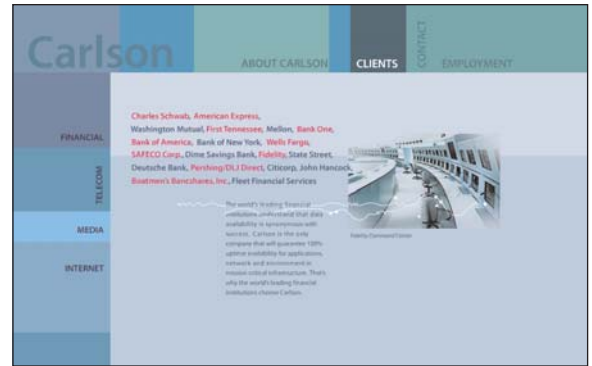 Carlson
ABOUT CARLSON
CLIENTS
CONTACT
EMPLOYMENT
FINANCIAL
TELECOM
MEDIA
INTERNET
Charles Schwab, American Express,
Washington Mutual, First Tennessee, Mellon, Bank One,
Bank of America, Bank of New York, Wells Fargo,
SAFECO Corp., Dime Savings Bank, Fidelity, State Street,
Deutsche Bank, Pershing/DLJ Direct, Citicorp, John Hancock,
Boatmen's Bancshares, Inc., Fleet Financial Services
The world's leading financial
institutions understand that data
availability is synonymous with
success. Carlson is the only
company that will guarantee 100%
uptime availability for applications,
network and environment in
mission critical infrastructure. That's
why the world's leading financial
institutions choose Carlson.
Fidelity Command Center